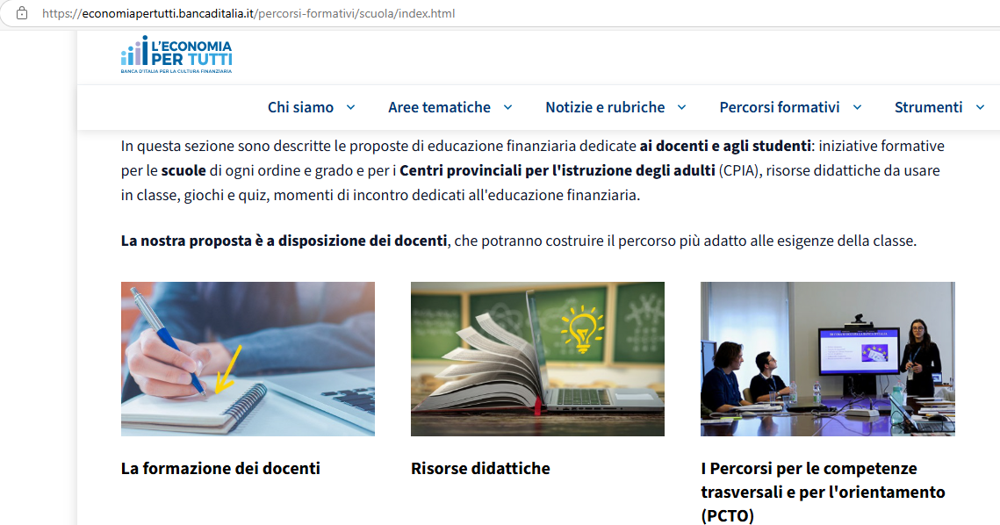 https://economiapertutti.bancaditalia.it/percorsi-formativi/scuola/index.html
L'ECONOMIA
PER TUTTI
BANCA D'ITALIA PER LA CULTURA FINANZIARIA
Chi siamo Aree tematiche Notizie e rubriche Percorsi formativi Strumenti
In questa sezione sono descritte le proposte di educazione finanziaria dedicate ai docenti e agli studenti: iniziative formative
per le scuole di ogni ordine e grado e per i Centri provinciali per l'istruzione degli adulti (CPIA), risorse didattiche da usare
in classe, giochi e quiz, momenti di incontro dedicati all'educazione finanziaria.
La nostra proposta è a disposizione dei docenti, che potranno costruire il percorso più adatto alle esigenze della classe.
La formazione dei docenti
Risorse didattiche
I Percorsi per le competenze
trasversali e per l'orientamento
(PCTO)